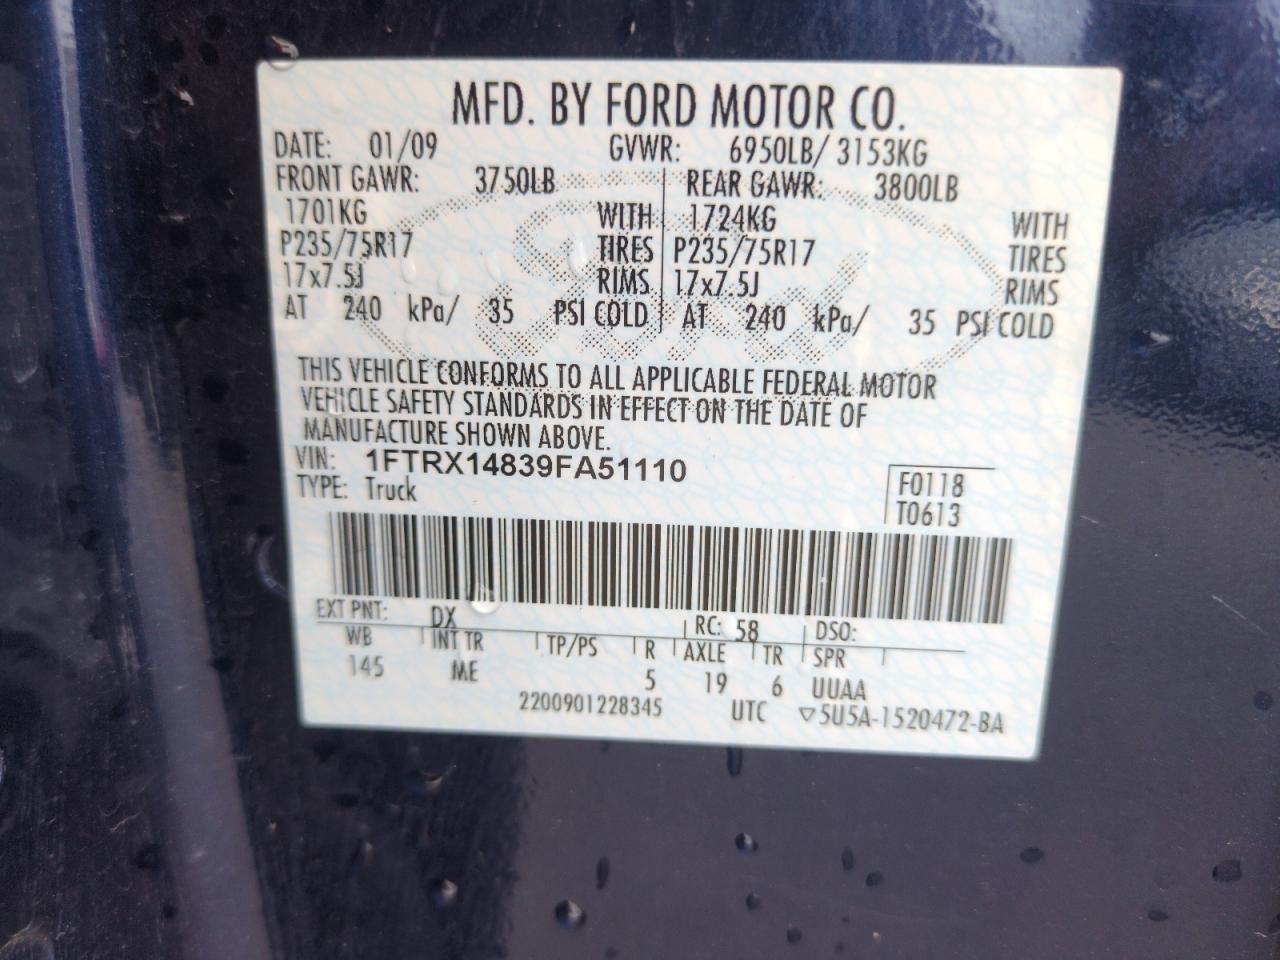 MFD. BY FORD MOTOR CO.
DATE: 01/09 GVWR: 6950LB/ 3153KG
FRONT GAWR: 3750LB REAR GAWR: 3800LB
1701KG WITH 1724KG WITH
P235/75R17 TIRES P235/75R17 TIRES
17x7.5J RIMS 17x7.5J RIMS
AT 240 kPa/ 35 PSI COLD AT 240 kPa/ 35 PSI COLD
THIS VEHICLE CONFORMS TO ALL APPLICABLE FEDERAL MOTOR
VEHICLE SAFETY STANDARDS IN EFFECT ON THE DATE OF
MANUFACTURE SHOWN ABOVE.
VIN: 1FTRX14839FA51110
TYPE: Truck
F0118
T0613
EXT PNT: DX RC: 58 DSO:
WB INT TR TP/PS R AXLE TR SPR
145 ME 5 19 6 UUAA
2200901228345 UTC ▽5U5A-1520472-BA